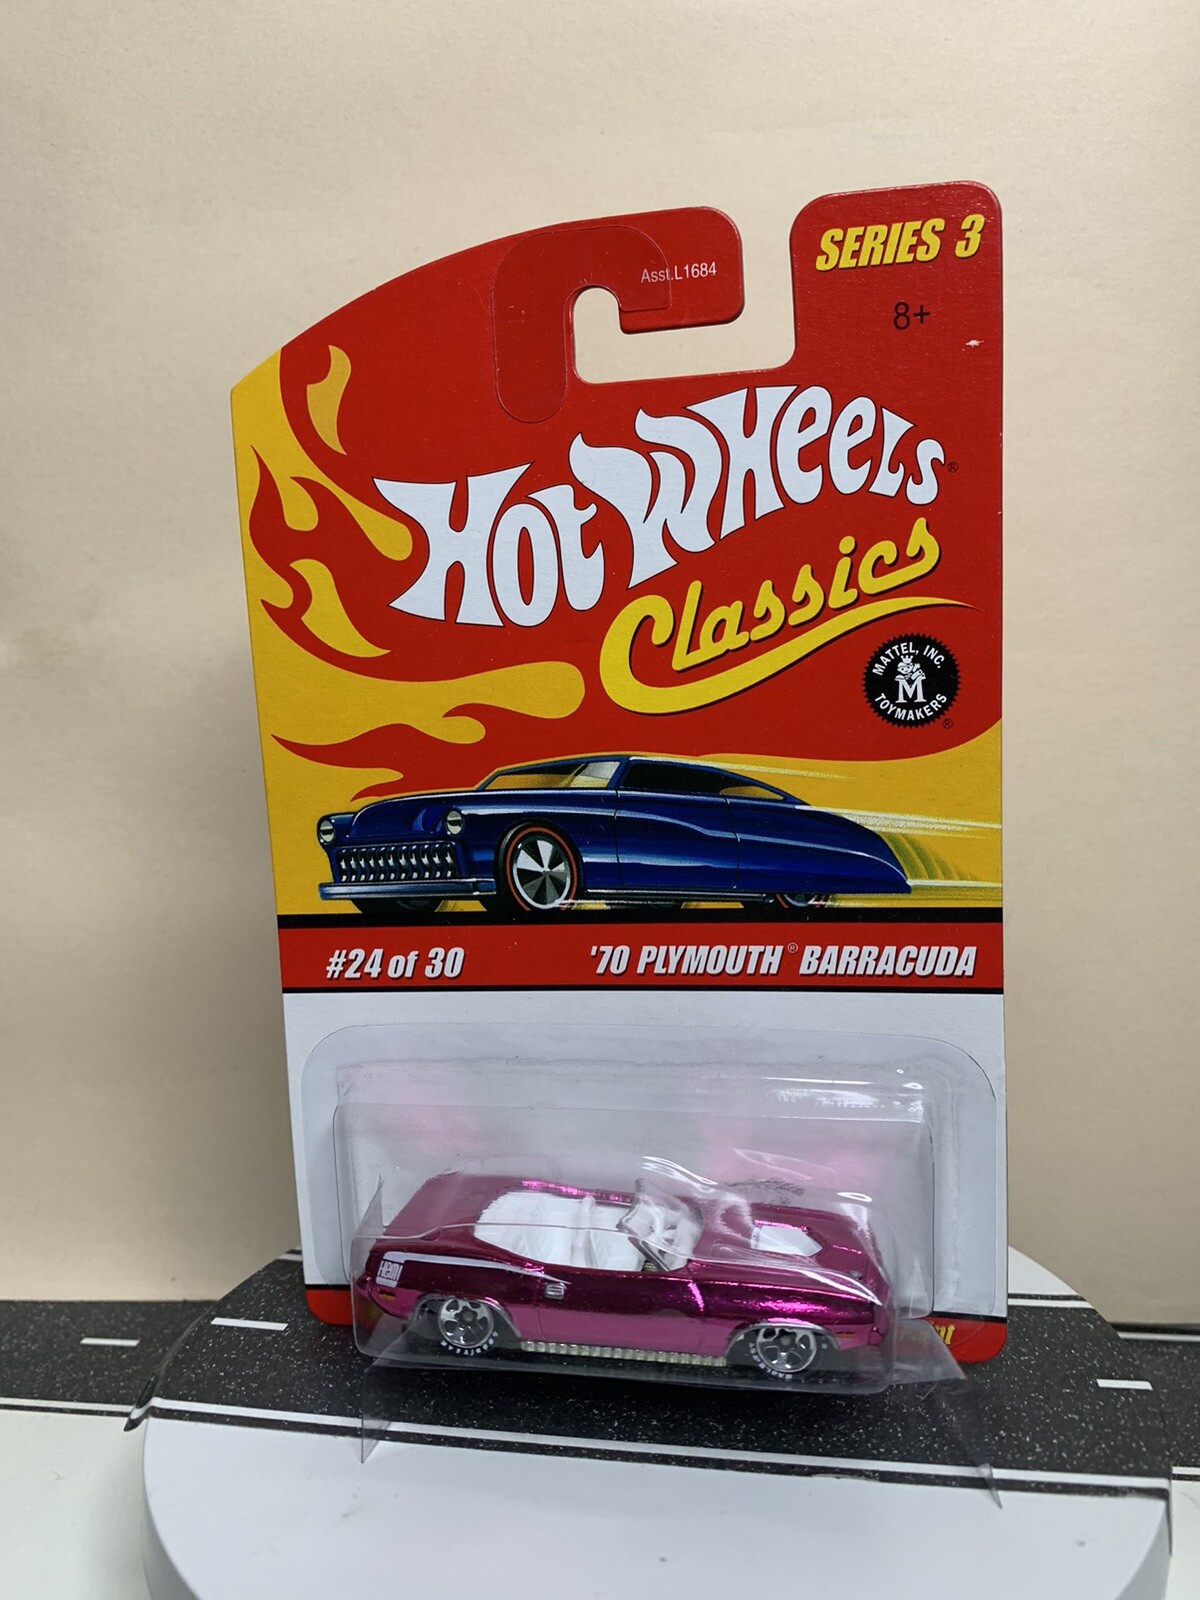 SERIES 3
Asst.L1684
8+
HOT WHEELS®
Classics
MATTEL, INC.
M
TOYMAKERS®
#24 of 30
'70 PLYMOUTH® BARRACUDA
HEMI